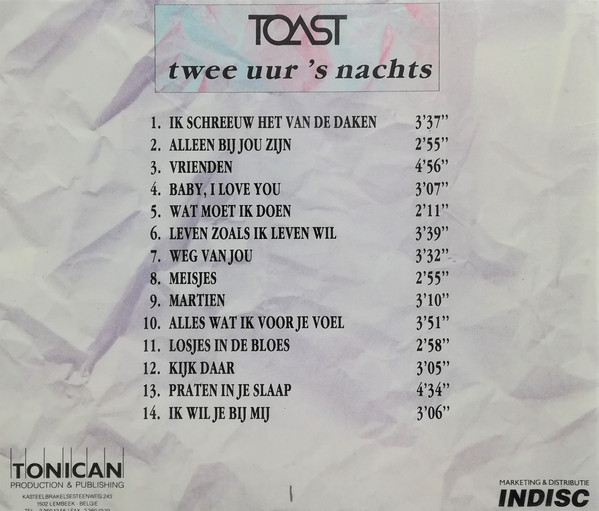 TOAST
twee uur 's nachts
1. IK SCHREEUW HET VAN DE DAKEN 3'37"
2. ALLEEN BIJ JOU ZIJN 2'55"
3. VRIENDEN 4'56"
4. BABY, I LOVE YOU 3'07"
5. WAT MOET IK DOEN 2'11"
6. LEVEN ZOALS IK LEVEN WIL 3'39"
7. WEG VAN JOU 3'32"
8. MEISJES 2'55"
9. MARTIEN 3'10"
10. ALLES WAT IK VOOR JE VOEL 3'51"
11. LOSJES IN DE BLOES 2'58"
12. KIJK DAAR 3'05"
13. PRATEN IN JE SLAAP 4'34"
14. IK WIL JE BIJ MIJ 3'06"
TONICAN
PRODUCTION & PUBLISHING
KASTEELBRAKELSESTEENWEG 243
1502 LEMBEEK - BELGIE
MARKETING & DISTRIBUTIE
INDISC